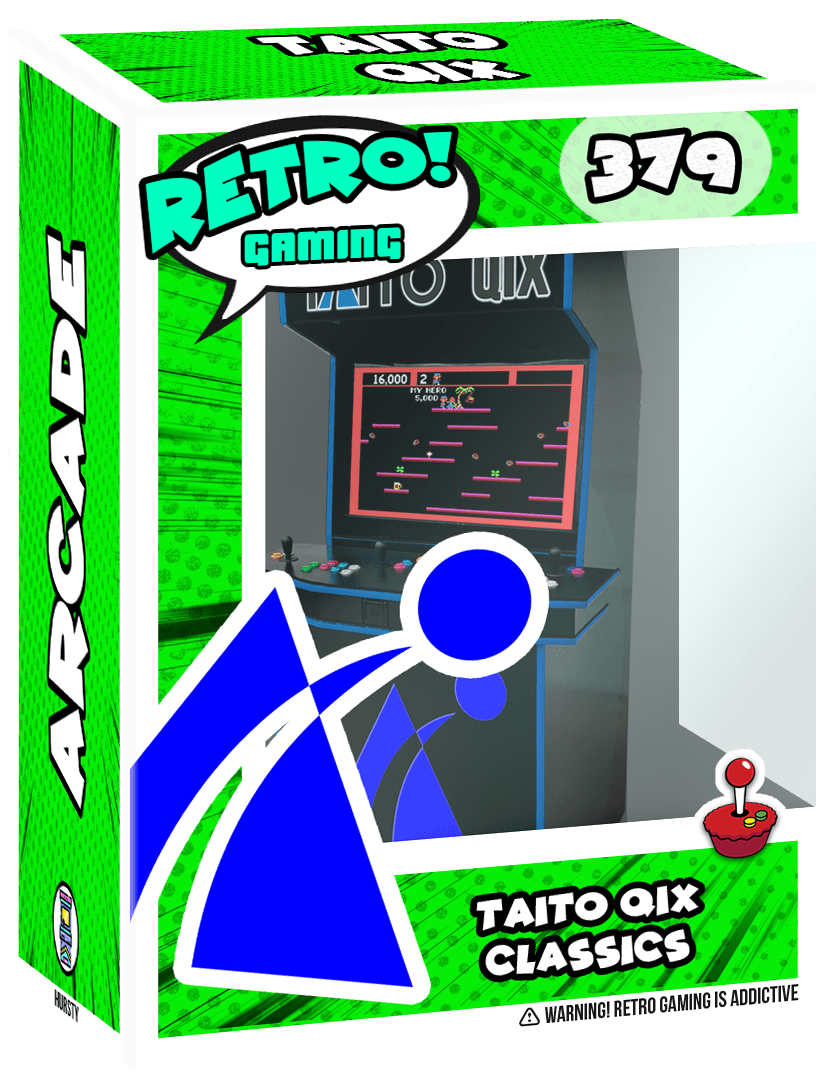 TAITO
QIX
RETRO!
GAMING
379
TAITO QIX
16,000 2
MY HERO
5,000
ARCADE
TAITO QIX
CLASSICS
HURSTY
WARNING! RETRO GAMING IS ADDICTIVE